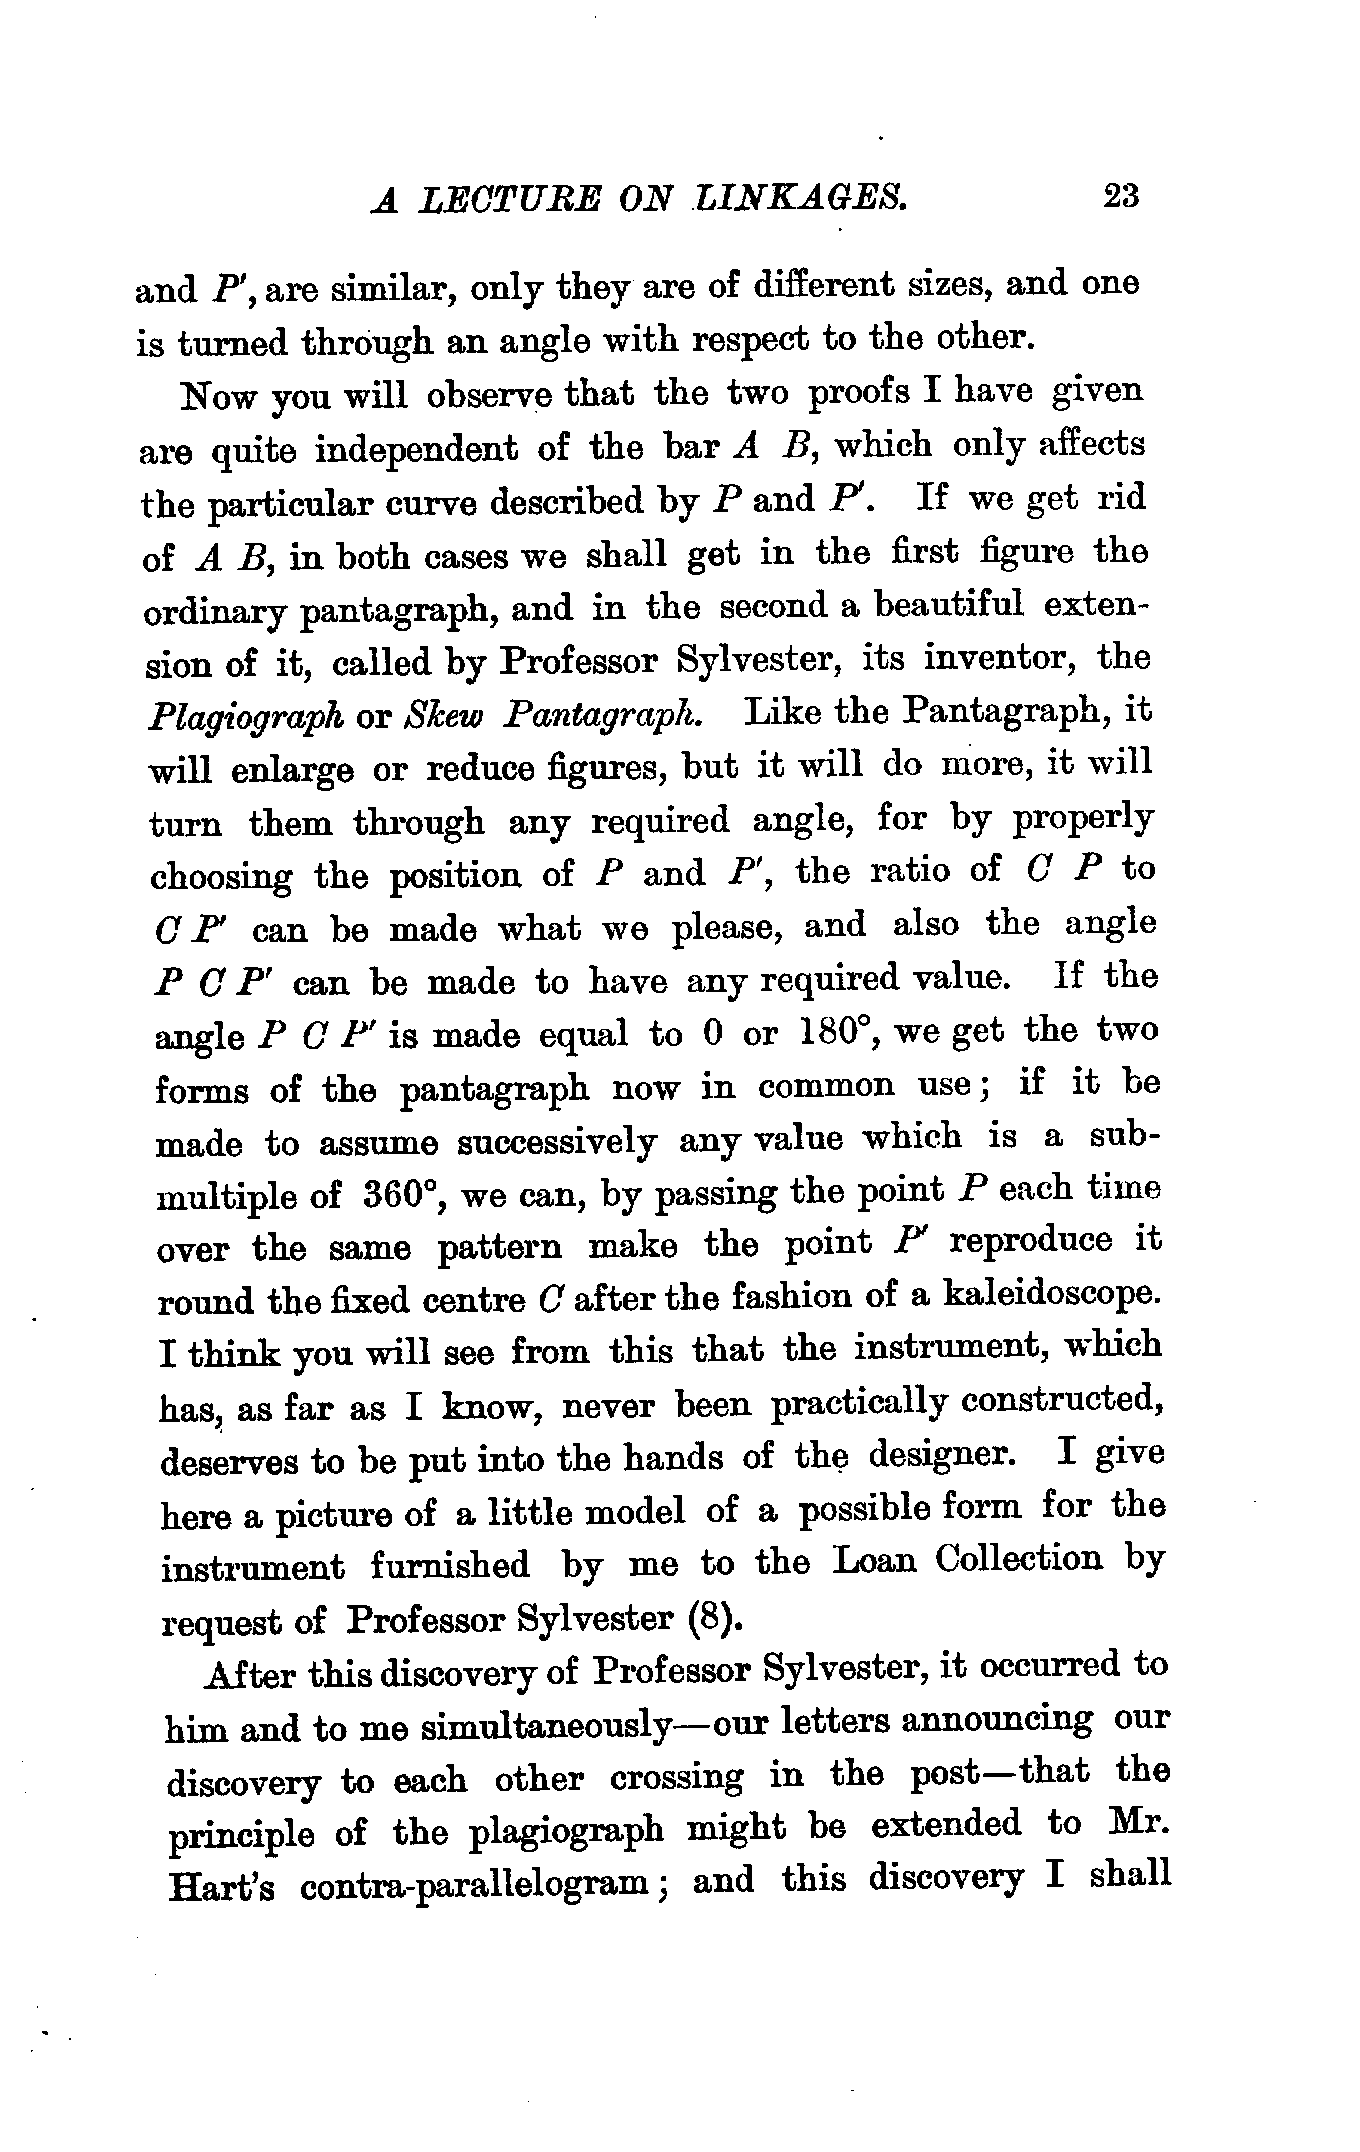 A LECTURE ON LINKAGES. 23
and P', are similar, only they are of different sizes, and one
is turned through an angle with respect to the other.
Now you will observe that the two proofs I have given
are quite independent of the bar A B, which only affects
the particular curve described by P and P'. If we get rid
of A B, in both cases we shall get in the first figure the
ordinary pantagraph, and in the second a beautiful exten-
sion of it, called by Professor Sylvester, its inventor, the
Plagiograph or Skew Pantagraph. Like the Pantagraph, it
will enlarge or reduce figures, but it will do more, it will
turn them through any required angle, for by properly
choosing the position of P and P', the ratio of C P to
C P' can be made what we please, and also the angle
P C P' can be made to have any required value. If the
angle P C P' is made equal to 0 or 180°, we get the two
forms of the pantagraph now in common use; if it be
made to assume successively any value which is a sub-
multiple of 360°, we can, by passing the point P each time
over the same pattern make the point P' reproduce it
round the fixed centre C after the fashion of a kaleidoscope.
I think you will see from this that the instrument, which
has, as far as I know, never been practically constructed,
deserves to be put into the hands of the designer. I give
here a picture of a little model of a possible form for the
instrument furnished by me to the Loan Collection by
request of Professor Sylvester (8).
After this discovery of Professor Sylvester, it occurred to
him and to me simultaneously—our letters announcing our
discovery to each other crossing in the post—that the
principle of the plagiograph might be extended to Mr.
Hart's contra-parallelogram; and this discovery I shall